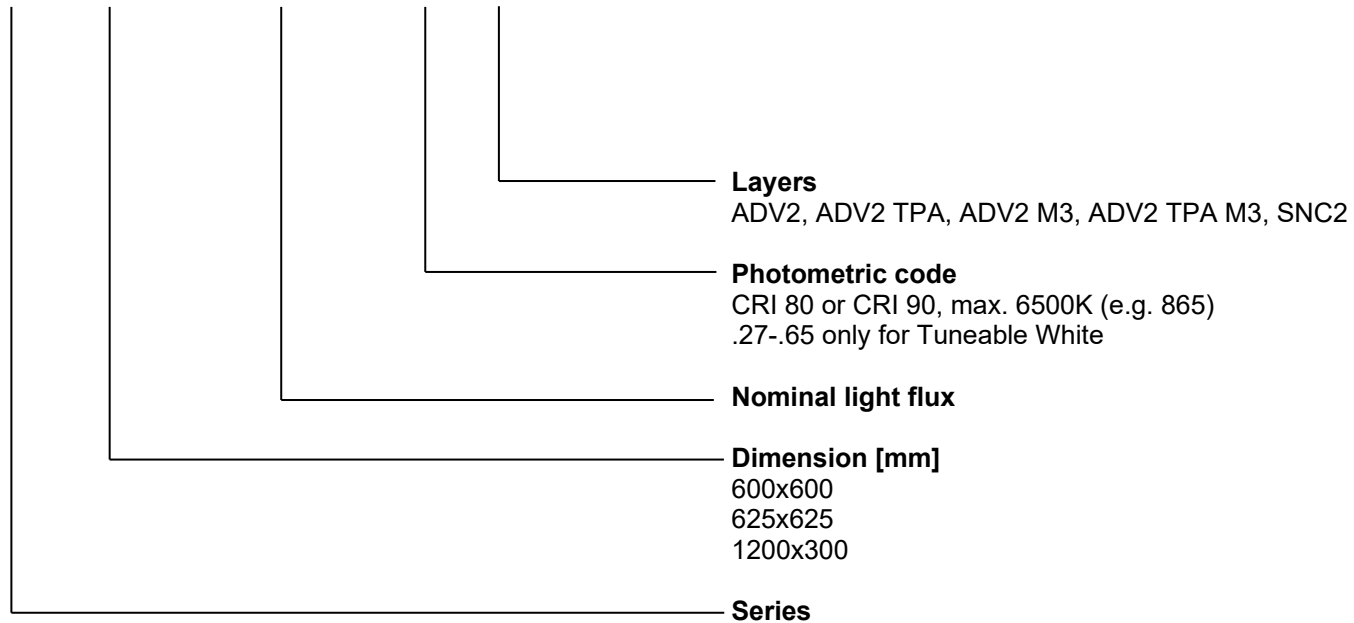 Layers
ADV2, ADV2 TPA, ADV2 M3, ADV2 TPA M3, SNC2
Photometric code
CRI 80 or CRI 90, max. 6500K (e.g. 865)
.27-.65 only for Tuneable White
Nominal light flux
Dimension [mm]
600x600
625x625
1200x300
Series